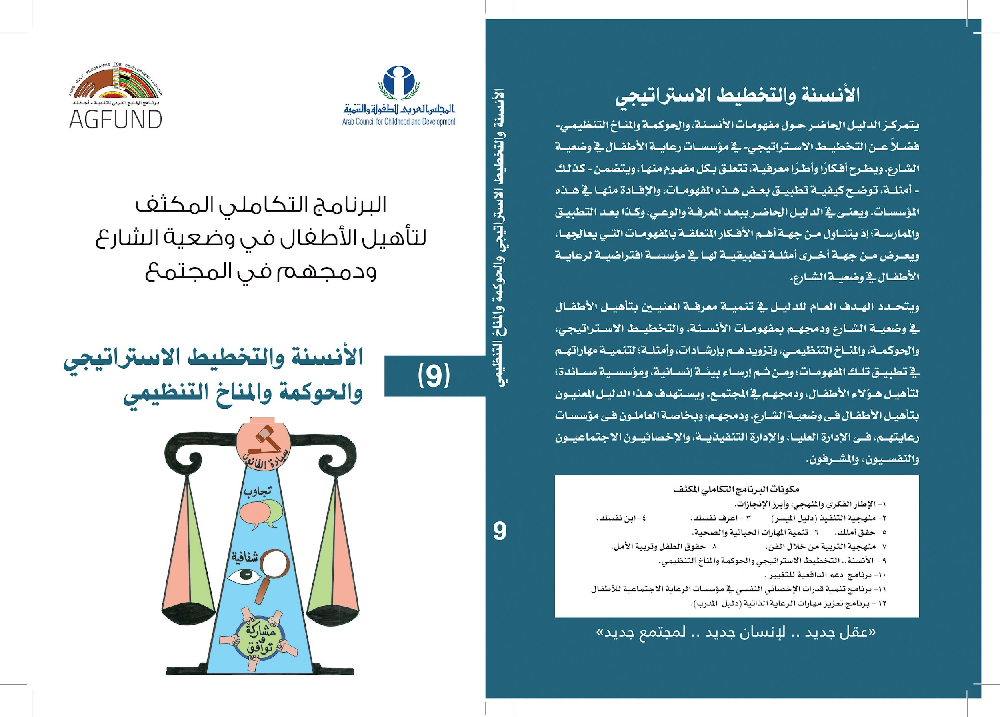 ARAB GULF PROGRAMME FOR DEVELOPMENT - AGFUND
برنامج الخليج العربي للتنمية - أجفند
AGFUND
المجلس العربي للطفولة والتنمية
Arab Council for Childhood and Development
البرنامج التكاملي المكثف
لتأهيل الأطفال في وضعية الشارع
ودمجهم في المجتمع
(9)
الأنسنة والتخطيط الاستراتيجي
والحوكمة والمناخ التنظيمي
سيادة القانون
تجاوب
شفافية
مشاركة
و
توافق
الأنسنة والتخطيط الاستراتيجي والحوكمة والمناخ التنظيمي
9
الأنسنة والتخطيط الاستراتيجي
يتمركز الدليل الحاضر حول مفهومات الأنسنة، والحوكمة والمناخ التنظيمي-
فضلاً عن التخطيط الاستراتيجي- في مؤسسات رعاية الأطفال في وضعية
الشارع، ويطرح أفكارًا وأطرًا معرفية، تتعلق بكل مفهوم منها، ويتضمن - كذلك
- أمثلة، توضح كيفية تطبيق بعض هذه المفهومات، والإفادة منها في هذه
المؤسسات. ويعنى في الدليل الحاضر ببعد المعرفة والوعي، وكذا بعد التطبيق
والممارسة؛ إذ يتناول من جهة أهم الأفكار المتعلقة بالمفهومات التي يعالجها،
ويعرض من جهة أخرى أمثلة تطبيقية لها في مؤسسة افتراضية لرعاية
الأطفال في وضعية الشارع.
ويتحدد الهدف العام للدليل في تنمية معرفة المعنيين بتأهيل الأطفال
في وضعية الشارع ودمجهم بمفهومات الأنسنة، والتخطيط الاستراتيجي،
والحوكمة، والمناخ التنظيمي، وتزويدهم بإرشادات، وأمثلة؛ لتنمية مهاراتهم
في تطبيق تلك المفهومات؛ ومن ثم إرساء بيئة إنسانية، ومؤسسية مساندة؛
لتأهيل هؤلاء الأطفال، ودمجهم في المجتمع. ويستهدف هذا الدليل المعنيون
بتأهيل الأطفال فى وضعية الشارع، ودمجهم؛ وبخاصة العاملون فى مؤسسات
رعايتهم، فى الإدارة العليا، والإدارة التنفيذية، والإخصائيون الاجتماعيون
والنفسيون، والمشرفون.
مكونات البرنامج التكاملي المكثف
١- الإطار الفكري والمنهجي، وأبرز الإنجازات.
٢- منهجية التنفيذ (دليل الميسر) ٣ - اعرف نفسك. ٤- ابن نفسك.
٥- حقق أملك. ٦- تنمية المهارات الحياتية والصحية.
٧- منهجية التربية من خلال الفن. ٨- حقوق الطفل وتربية الأمل.
٩ - الأنسنة.. التخطيط الاستراتيجي والحوكمة والمناخ التنظيمي.
١٠- برنامج دعم الدافعية للتغيير .
١١- برنامج تنمية قدرات الإخصائي النفسي في مؤسسات الرعاية الاجتماعية للأطفال
١٢ - برنامج تعزيز مهارات الرعاية الذاتية (دليل المدرب).
«عقل جديد .. لإنسان جديد .. لمجتمع جديد»